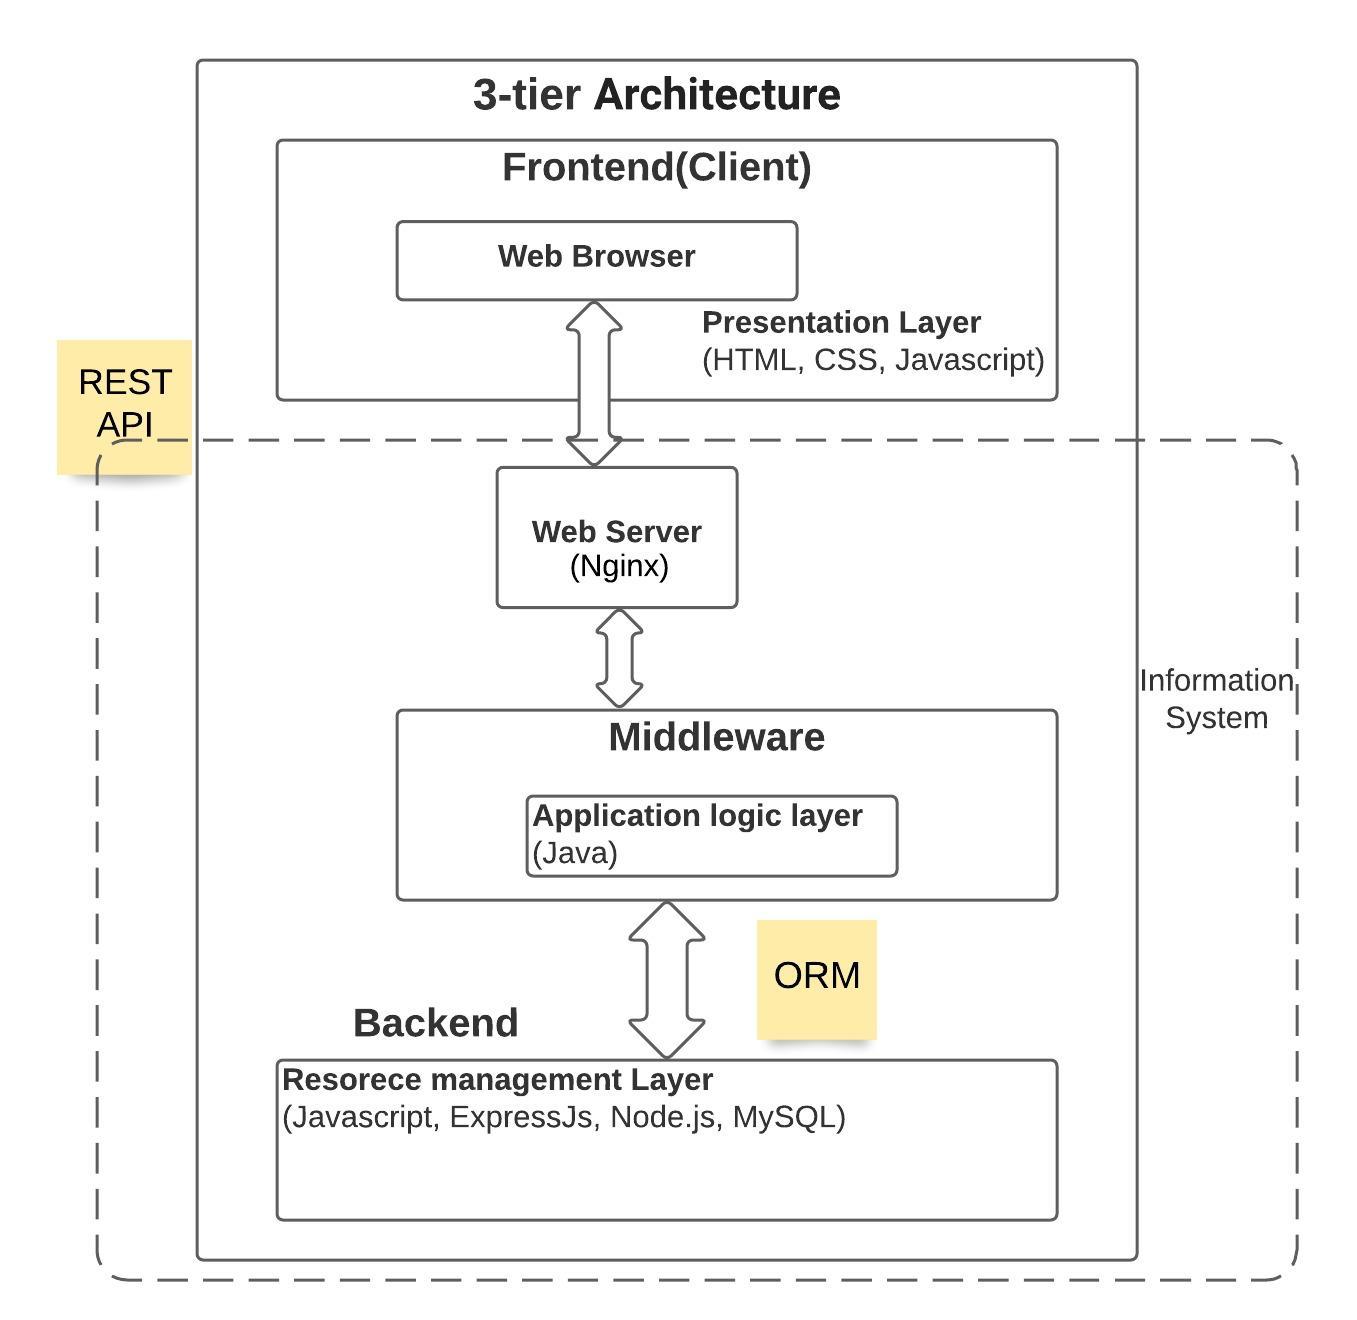 3-tier Architecture
Frontend(Client)
Web Browser
Presentation Layer
(HTML, CSS, Javascript)
REST
API
Web Server
(Nginx)
Information
System
Middleware
Application logic layer
(Java)
ORM
Backend
Resorece management Layer
(Javascript, ExpressJs, Node.js, MySQL)